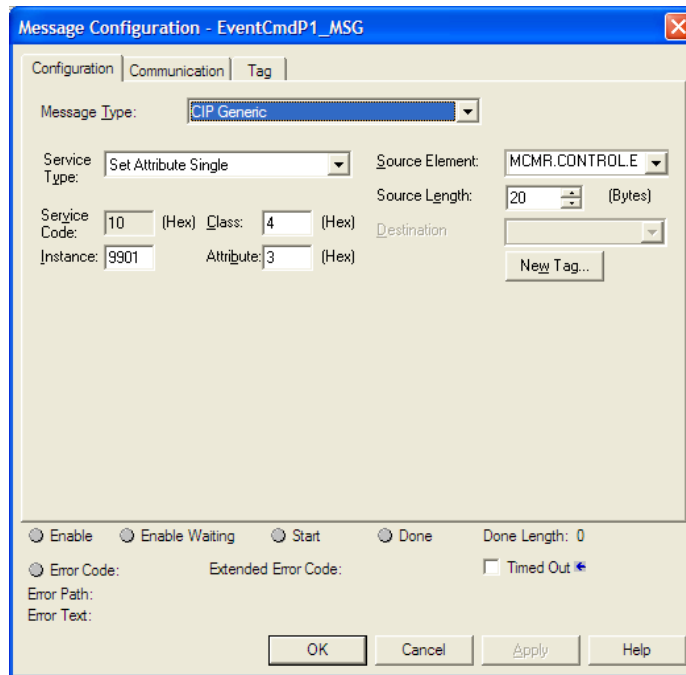 Message Configuration - EventCmdP1_MSG
Configuration Communication Tag
Message Type: CIP Generic
Service Type: Set Attribute Single
Source Element: MCMR.CONTROL.E
Source Length: 20 (Bytes)
Service Code: 10 (Hex) Class: 4 (Hex)
Destination
Instance: 9901 Attribute: 3 (Hex)
New Tag...
Enable Enable Waiting Start Done Done Length: 0
Error Code: Extended Error Code: Timed Out
Error Path:
Error Text:
OK Cancel Apply Help